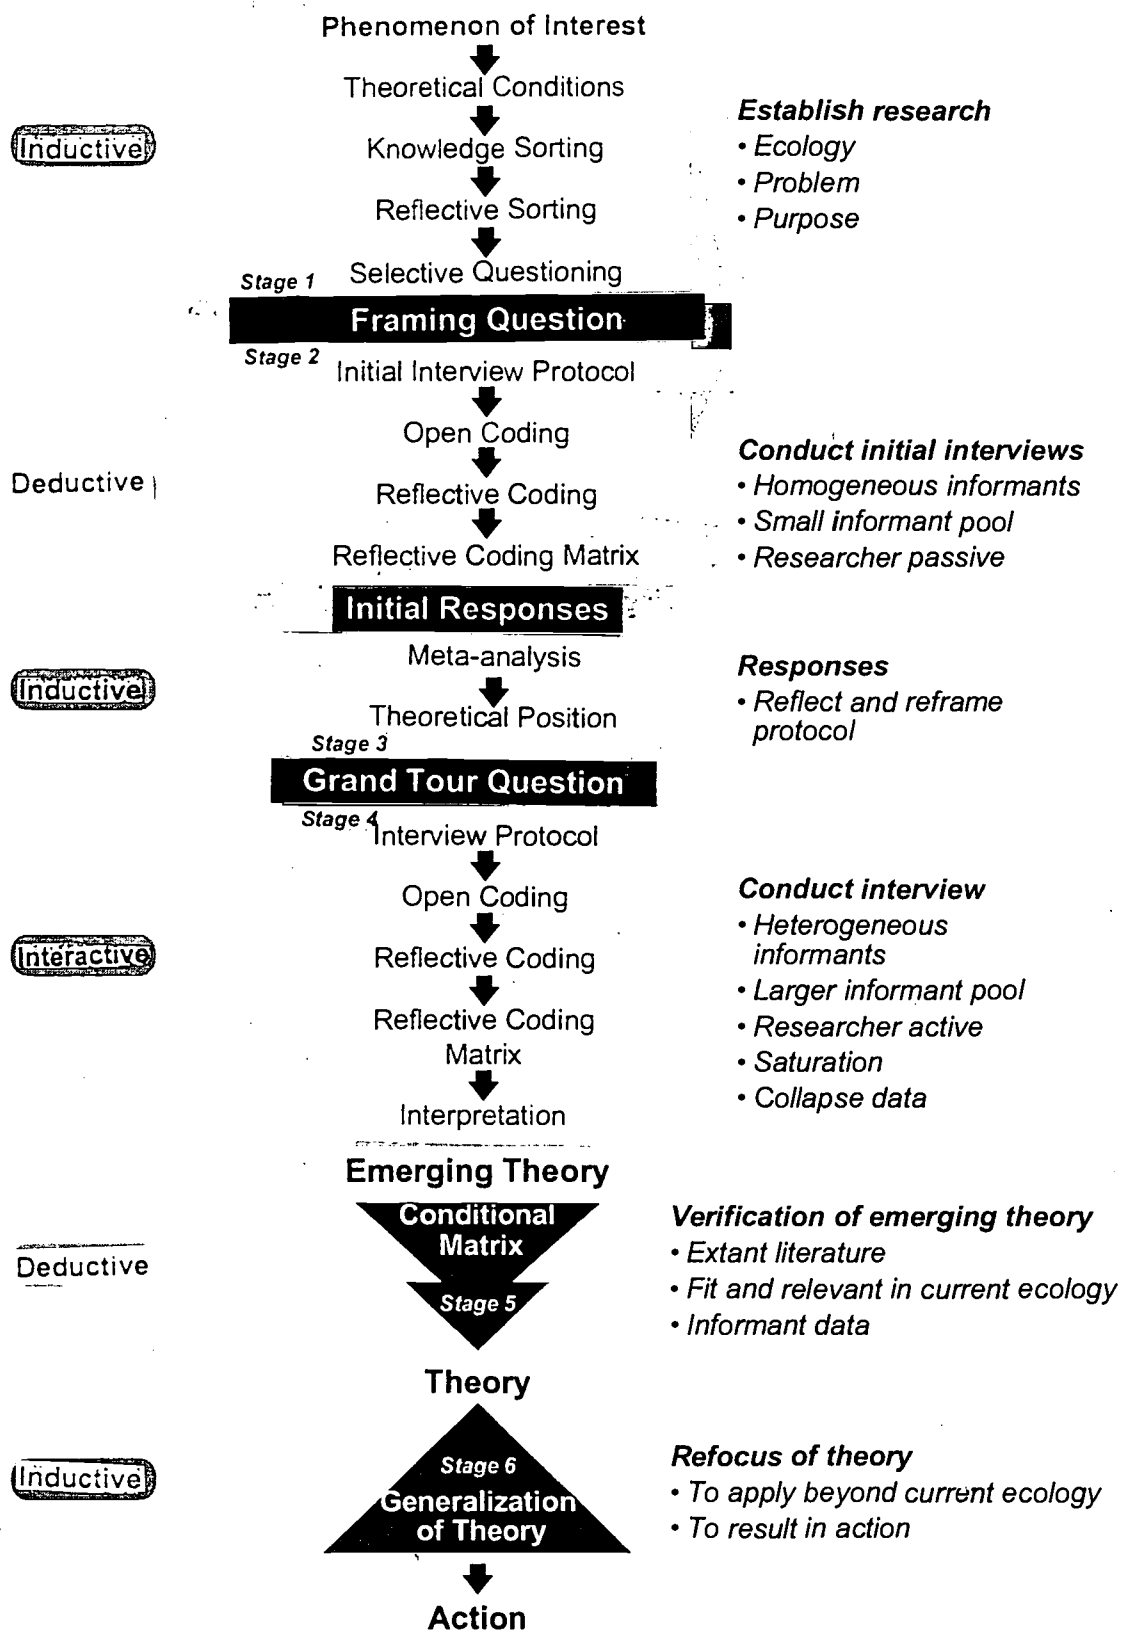 Phenomenon of Interest
Theoretical Conditions
Inductive
Knowledge Sorting
Reflective Sorting
Establish research
• Ecology
• Problem
• Purpose
Stage 1
Selective Questioning
Framing Question
Stage 2
Initial Interview Protocol
Open Coding
Deductive
Reflective Coding
Reflective Coding Matrix
Conduct initial interviews
• Homogeneous informants
• Small informant pool
• Researcher passive
Initial Responses
Meta-analysis
Inductive
Theoretical Position
Responses
• Reflect and reframe
protocol
Stage 3
Grand Tour Question
Stage 4
Interview Protocol
Open Coding
Interactive
Reflective Coding
Reflective Coding
Matrix
Interpretation
Conduct interview
• Heterogeneous
informants
• Larger informant pool
• Researcher active
• Saturation
• Collapse data
Emerging Theory
Conditional
Matrix
Deductive
Stage 5
Verification of emerging theory
• Extant literature
• Fit and relevant in current ecology
• Informant data
Theory
Inductive
Stage 6
Generalization
of Theory
Refocus of theory
• To apply beyond current ecology
• To result in action
Action